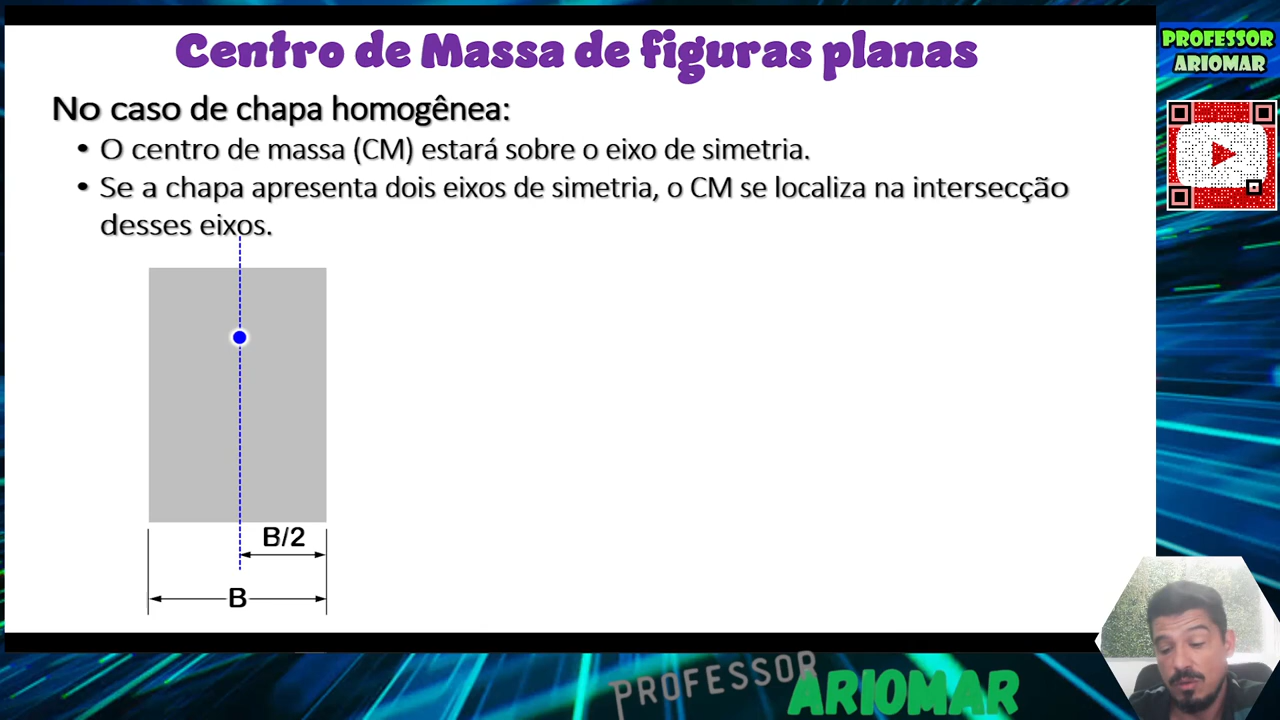 Centro de Massa de figuras planas
PROFESSOR
ARIOMAR
No caso de chapa homogênea:
• O centro de massa (CM) estará sobre o eixo de simetria.
• Se a chapa apresenta dois eixos de simetria, o CM se localiza na intersecção
desses eixos.
B/2
B
PROFESSOR
ARIOMAR